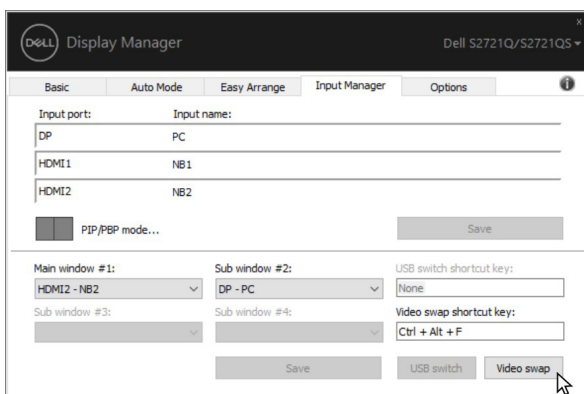 x
DELL Display Manager
Dell S2721Q/S2721QS
Basic Auto Mode Easy Arrange Input Manager Options i
Input port: Input name:
DP PC
HDMI1 NB1
HDMI2 NB2
PIP/PBP mode... Save
Main window #1: Sub window #2: USB switch shortcut key:
HDMI2 - NB2 DP - PC None
Sub window #3: Sub window #4: Video swap shortcut key:
Ctrl + Alt + F
Save USB switch Video swap